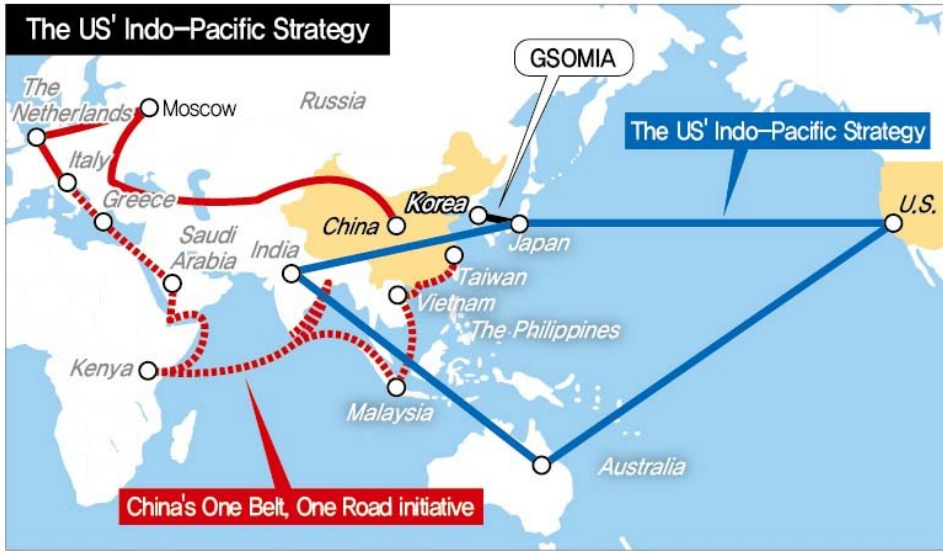 The US' Indo-Pacific Strategy
GSOMIA
The
Netherlands
Moscow
Russia
The US' Indo-Pacific Strategy
Italy
Greece
Korea
U.S.
China
Japan
Saudi
Arabia
India
Taiwan
Vietnam
The Philippines
Kenya
Malaysia
Australia
China's One Belt, One Road initiative